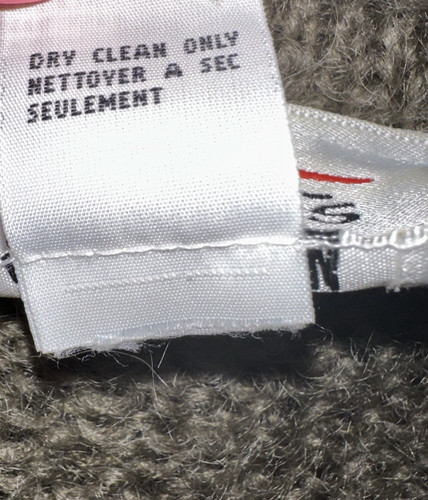 DRY CLEAN ONLY
NETTOYER A SEC
SEULEMENT